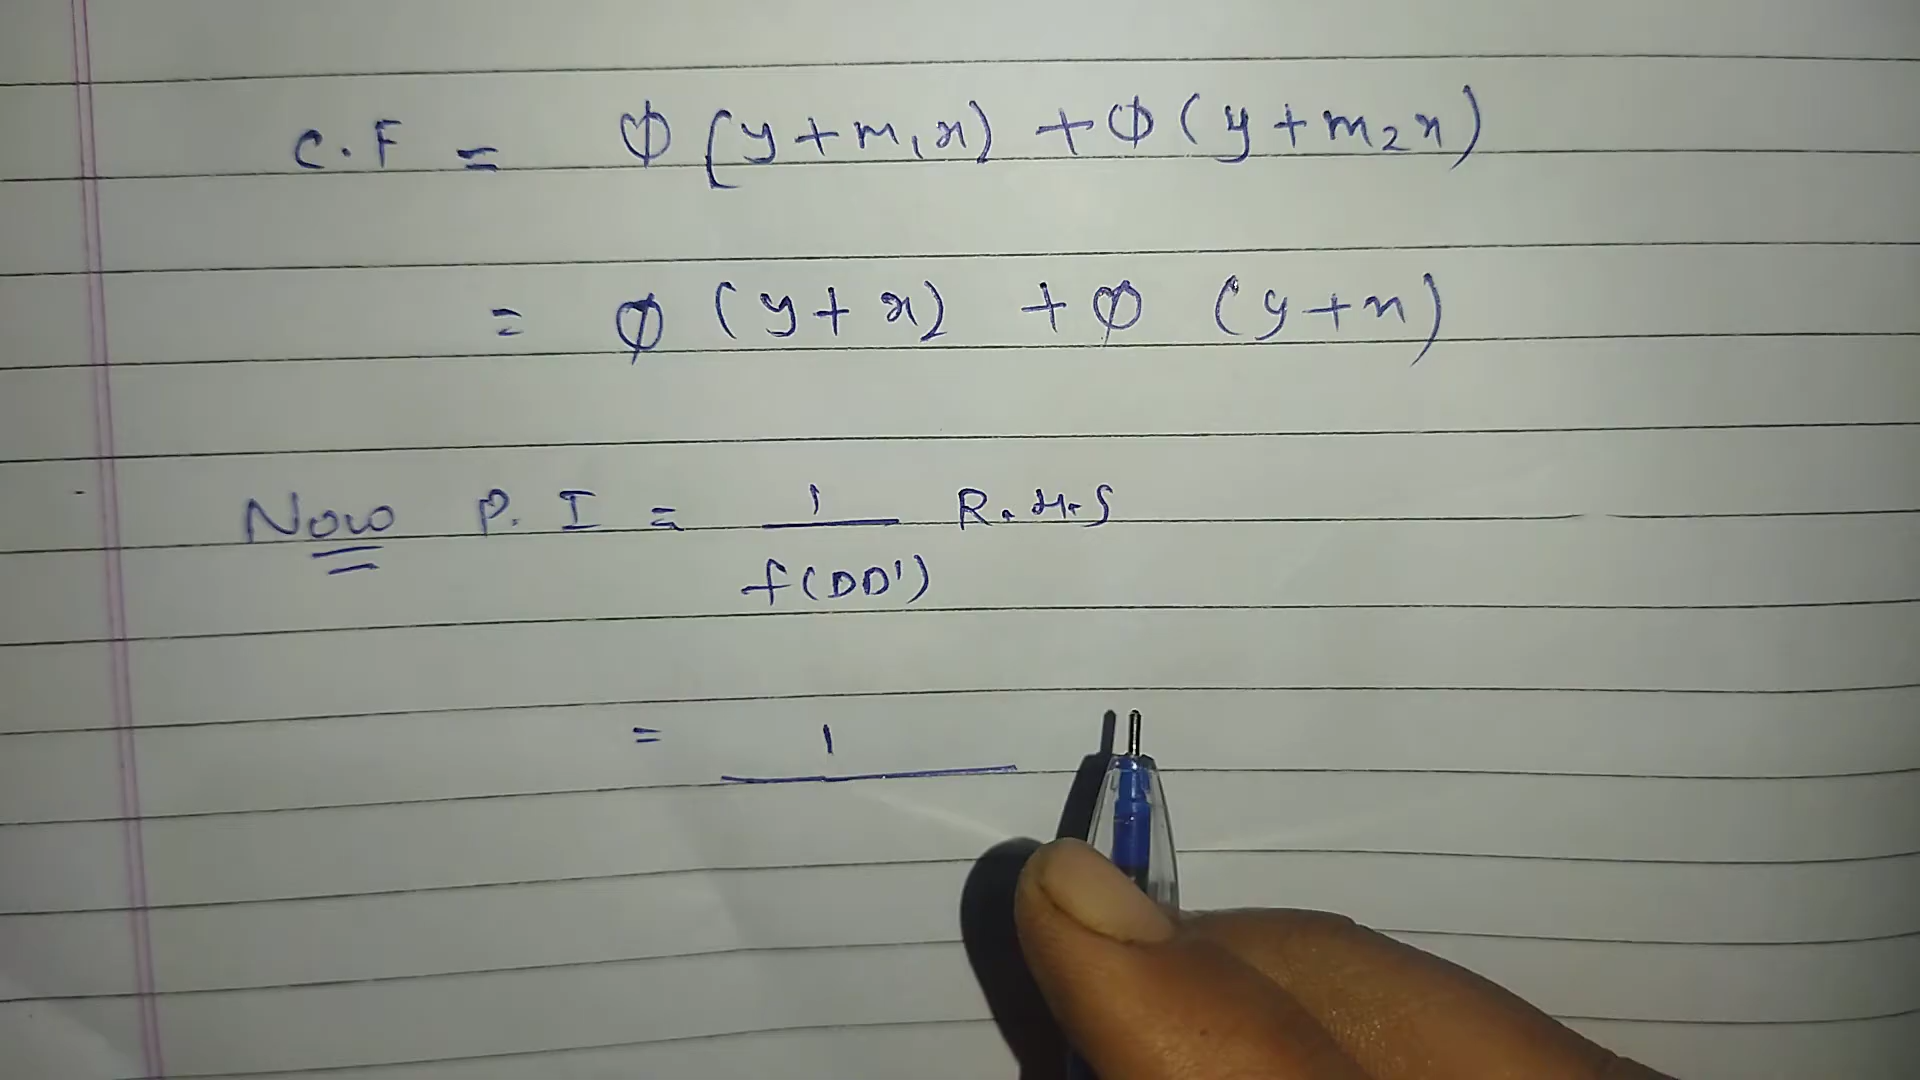 C.F = φ (y+m₁x) + φ (y+m₂x)
= φ (y+x) + φ (y+x)
Now P.I = 1 R.H.S
f(DD')
= 1